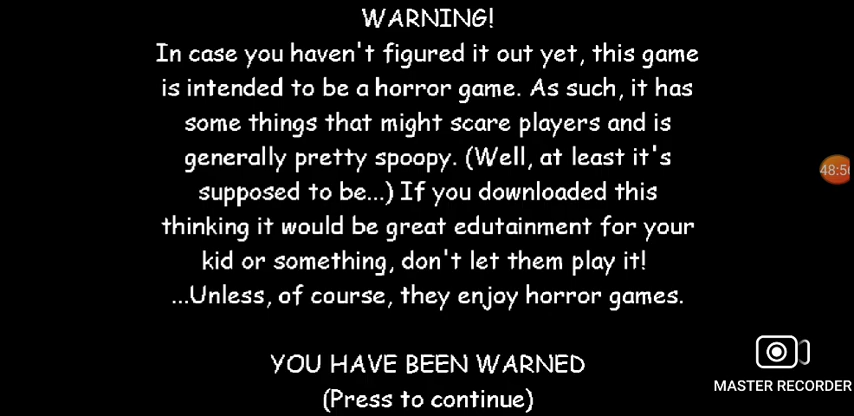 WARNING!
In case you haven't figured it out yet, this game
is intended to be a horror game. As such, it has
some things that might scare players and is
generally pretty spoopy. (Well, at least it's
supposed to be...) If you downloaded this
thinking it would be great edutainment for your
kid or something, don't let them play it!
...Unless, of course, they enjoy horror games.
YOU HAVE BEEN WARNED
(Press to continue)
MASTER RECORDER